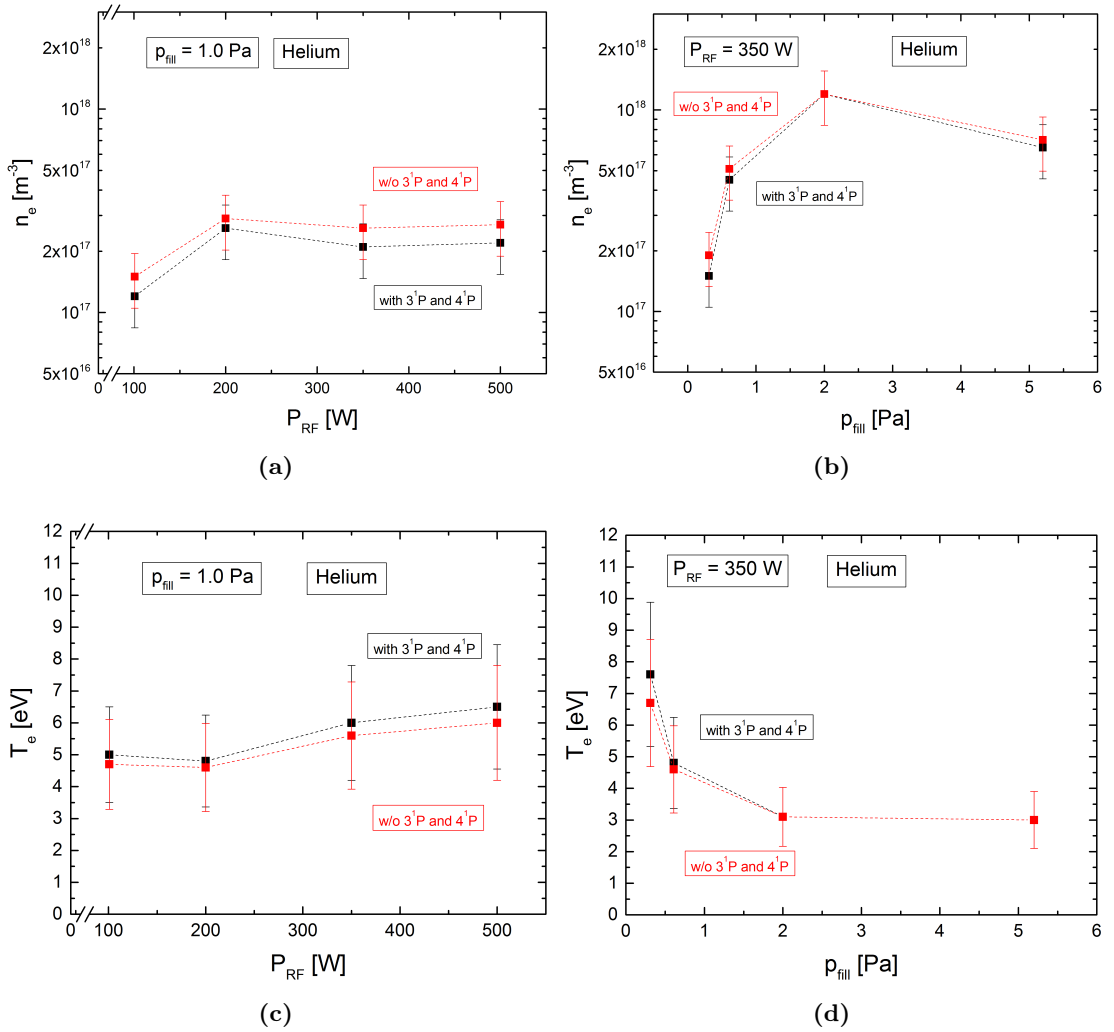 p_fill = 1.0 Pa Helium
2x10^18
10^18
5x10^17
2x10^17
10^17
5x10^16
n_e [m^-3]
w/o 3^1P and 4^1P
with 3^1P and 4^1P
0 100 200 300 400 500
P_RF [W]
(a)
P_RF = 350 W Helium
2x10^18
10^18
5x10^17
2x10^17
10^17
5x10^16
n_e [m^-3]
w/o 3^1P and 4^1P
with 3^1P and 4^1P
0 1 2 3 4 5 6
p_fill [Pa]
(b)
p_fill = 1.0 Pa Helium
12
11
10
9
8
7
6
5
4
3
2
1
0
T_e [eV]
with 3^1P and 4^1P
w/o 3^1P and 4^1P
0 100 200 300 400 500
P_RF [W]
(c)
P_RF = 350 W Helium
12
11
10
9
8
7
6
5
4
3
2
1
0
T_e [eV]
with 3^1P and 4^1P
w/o 3^1P and 4^1P
0 1 2 3 4 5 6
p_fill [Pa]
(d)